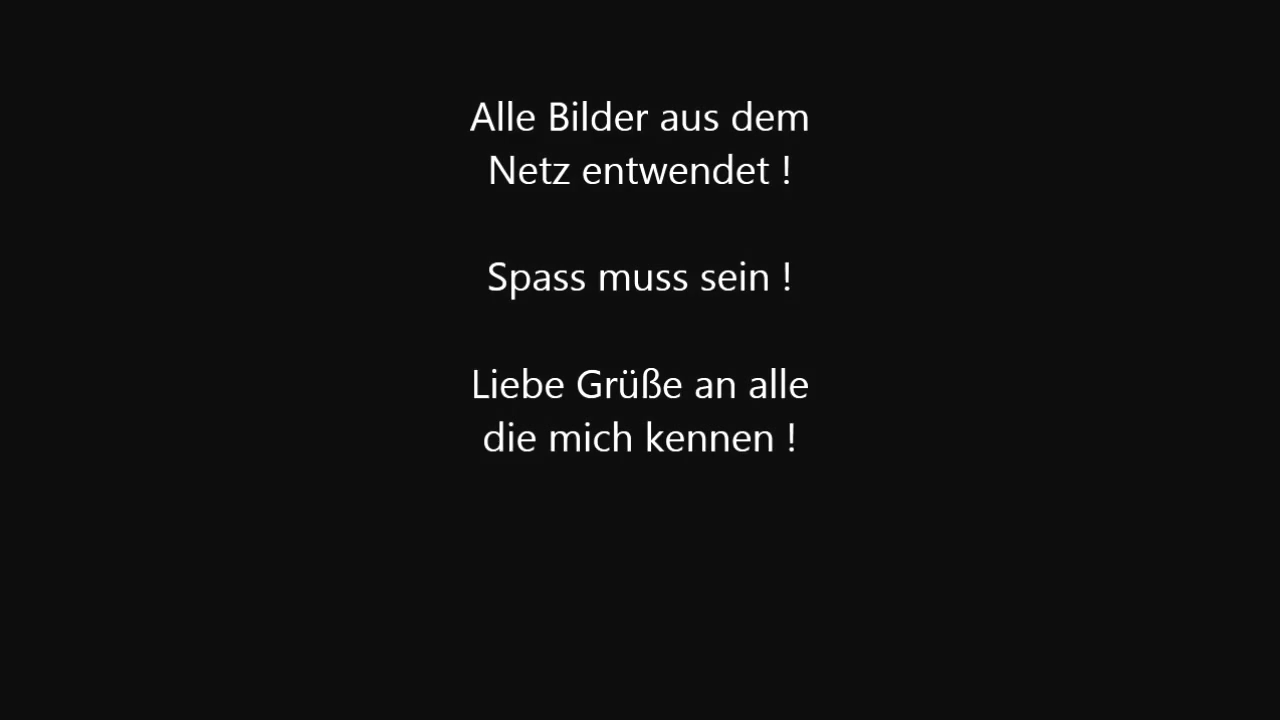 Alle Bilder aus dem
Netz entwendet !
Spass muss sein !
Liebe Grüße an alle
die mich kennen !